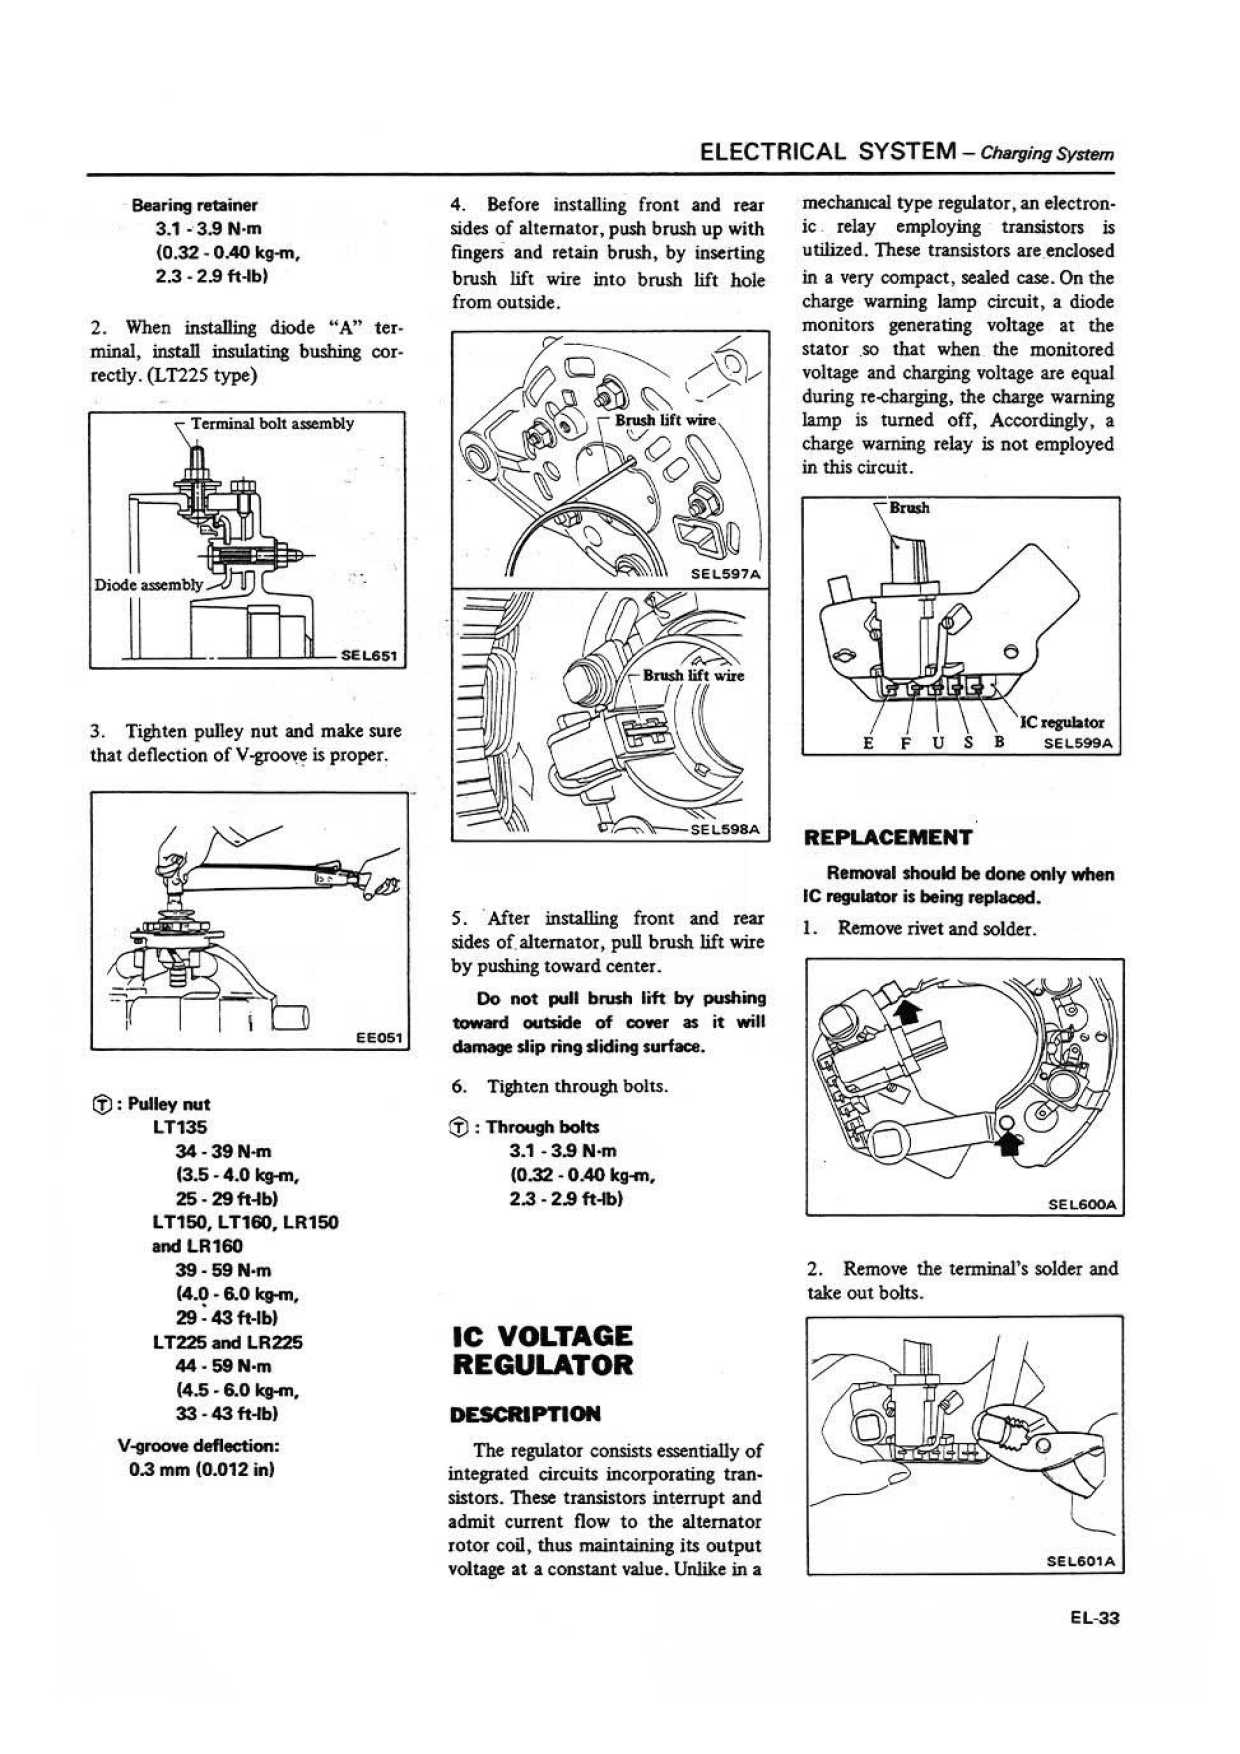 ELECTRICAL SYSTEM – Charging System
Bearing retainer
3.1 - 3.9 N·m
(0.32 - 0.40 kg-m,
2.3 - 2.9 ft-lb)
2. When installing diode “A” ter-
minal, install insulating bushing cor-
rectly. (LT225 type)
Terminal bolt assembly
Diode assembly
SEL651
3. Tighten pulley nut and make sure
that deflection of V-groove is proper.
EE051
Ⓣ : Pulley nut
LT135
34 - 39 N·m
(3.5 - 4.0 kg-m,
25 - 29 ft-lb)
LT150, LT160, LR150
and LR160
39 - 59 N·m
(4.0 - 6.0 kg-m,
29 - 43 ft-lb)
LT225 and LR225
44 - 59 N·m
(4.5 - 6.0 kg-m,
33 - 43 ft-lb)
V-groove deflection:
0.3 mm (0.012 in)
4. Before installing front and rear
sides of alternator, push brush up with
fingers and retain brush, by inserting
brush lift wire into brush lift hole
from outside.
Brush lift wire
SEL597A
Brush lift wire
SEL598A
5. After installing front and rear
sides of alternator, pull brush lift wire
by pushing toward center.
Do not pull brush lift by pushing
toward outside of cover as it will
damage slip ring sliding surface.
6. Tighten through bolts.
Ⓣ : Through bolts
3.1 - 3.9 N·m
(0.32 - 0.40 kg-m,
2.3 - 2.9 ft-lb)
IC VOLTAGE
REGULATOR
DESCRIPTION
The regulator consists essentially of
integrated circuits incorporating tran-
sistors. These transistors interrupt and
admit current flow to the alternator
rotor coil, thus maintaining its output
voltage at a constant value. Unlike in a
mechanical type regulator, an electron-
ic relay employing transistors is
utilized. These transistors are enclosed
in a very compact, sealed case. On the
charge warning lamp circuit, a diode
monitors generating voltage at the
stator so that when the monitored
voltage and charging voltage are equal
during re-charging, the charge warning
lamp is turned off, Accordingly, a
charge warning relay is not employed
in this circuit.
Brush
IC regulator
E F U S B SEL599A
REPLACEMENT
Removal should be done only when
IC regulator is being replaced.
1. Remove rivet and solder.
SEL600A
2. Remove the terminal’s solder and
take out bolts.
SEL601A
EL-33